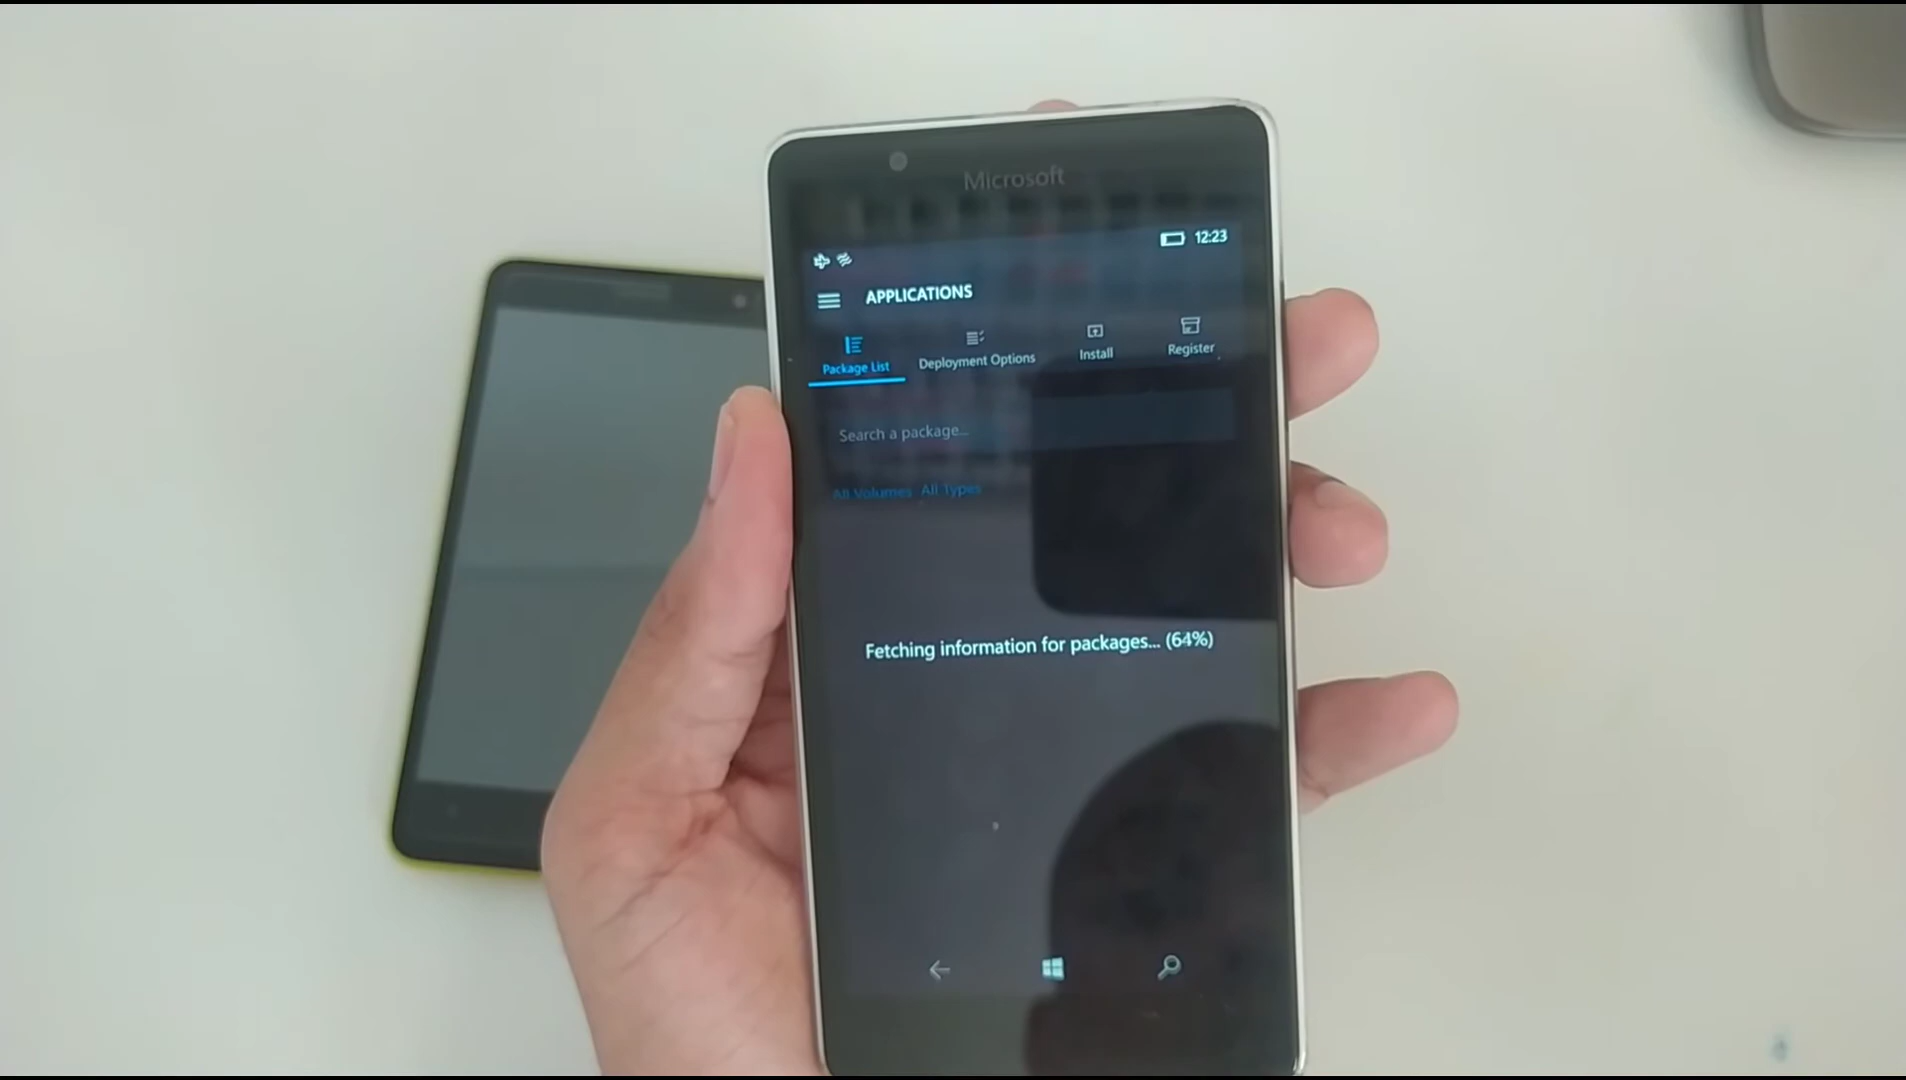 Microsoft
12:23
APPLICATIONS
Package List
Deployment Options
Install
Register
Search a package...
All Volumes All Types
Fetching information for packages... (64%)